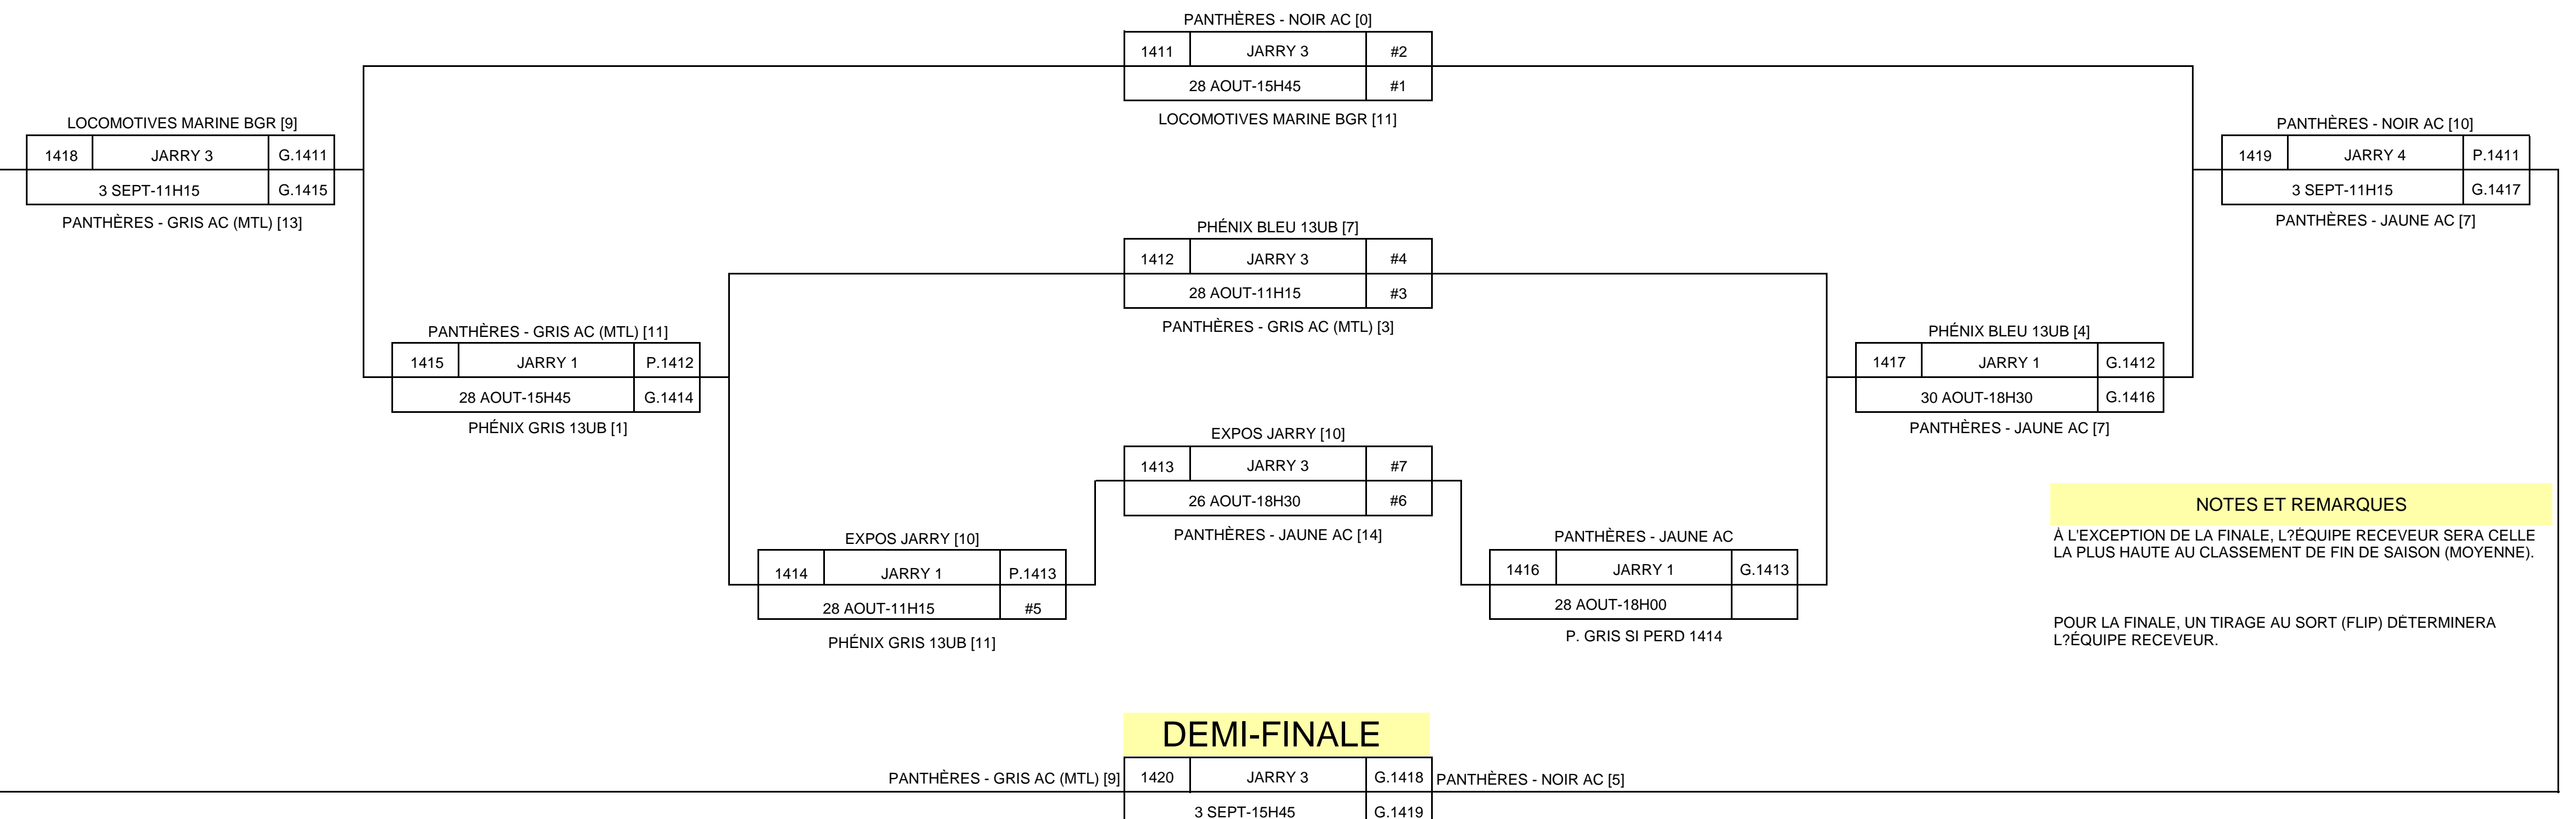 PANTHÈRES - NOIR AC [0]
1411 JARRY 3 #2
28 AOUT-15H45 #1
LOCOMOTIVES MARINE BGR [11]
LOCOMOTIVES MARINE BGR [9]
1418 JARRY 3 G.1411
3 SEPT-11H15 G.1415
PANTHÈRES - GRIS AC (MTL) [13]
PANTHÈRES - NOIR AC [10]
1419 JARRY 4 P.1411
3 SEPT-11H15 G.1417
PANTHÈRES - JAUNE AC [7]
PHÉNIX BLEU 13UB [7]
1412 JARRY 3 #4
28 AOUT-11H15 #3
PANTHÈRES - GRIS AC (MTL) [3]
PANTHÈRES - GRIS AC (MTL) [11]
1415 JARRY 1 P.1412
28 AOUT-15H45 G.1414
PHÉNIX GRIS 13UB [1]
PHÉNIX BLEU 13UB [4]
1417 JARRY 1 G.1412
30 AOUT-18H30 G.1416
PANTHÈRES - JAUNE AC [7]
EXPOS JARRY [10]
1413 JARRY 3 #7
26 AOUT-18H30 #6
PANTHÈRES - JAUNE AC [14]
EXPOS JARRY [10]
1414 JARRY 1 P.1413
28 AOUT-11H15 #5
PHÉNIX GRIS 13UB [11]
PANTHÈRES - JAUNE AC
1416 JARRY 1 G.1413
28 AOUT-18H00
P. GRIS SI PERD 1414
NOTES ET REMARQUES
À L'EXCEPTION DE LA FINALE, L?ÉQUIPE RECEVEUR SERA CELLE
LA PLUS HAUTE AU CLASSEMENT DE FIN DE SAISON (MOYENNE).
POUR LA FINALE, UN TIRAGE AU SORT (FLIP) DÉTERMINERA
L?ÉQUIPE RECEVEUR.
DEMI-FINALE
PANTHÈRES - GRIS AC (MTL) [9] 1420 JARRY 3 G.1418 PANTHÈRES - NOIR AC [5]
3 SEPT-15H45 G.1419